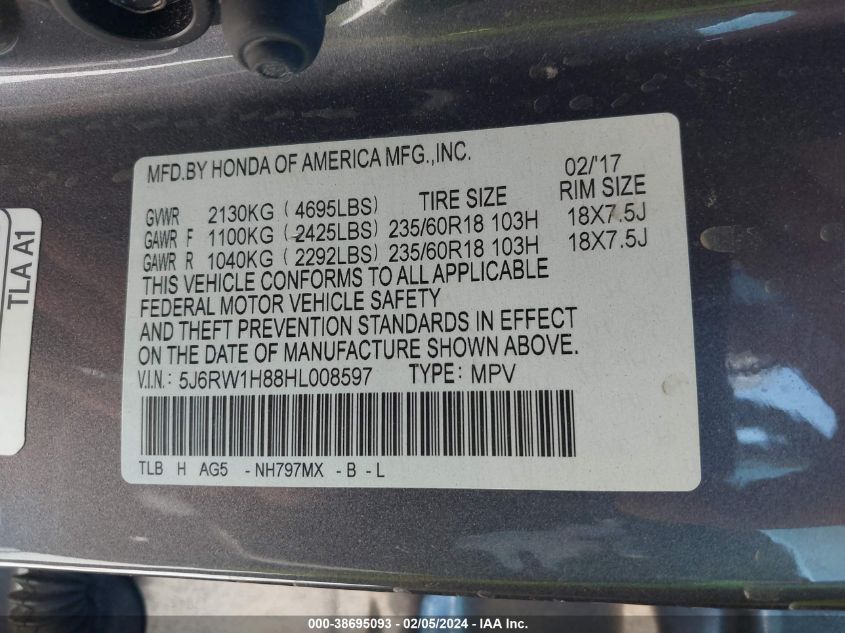 MFD.BY HONDA OF AMERICA MFG.,INC. 02/'17
GVWR 2130KG ( 4695LBS) TIRE SIZE RIM SIZE
GAWR F 1100KG ( 2425LBS) 235/60R18 103H 18X7.5J
GAWR R 1040KG ( 2292LBS) 235/60R18 103H 18X7.5J
THIS VEHICLE CONFORMS TO ALL APPLICABLE
FEDERAL MOTOR VEHICLE SAFETY
AND THEFT PREVENTION STANDARDS IN EFFECT
ON THE DATE OF MANUFACTURE SHOWN ABOVE.
V.I.N.: 5J6RW1H88HL008597 TYPE: MPV
TLB H AG5 -NH797MX -B -L
TLA A1
000-38695093 - 02/05/2024 - IAA Inc.